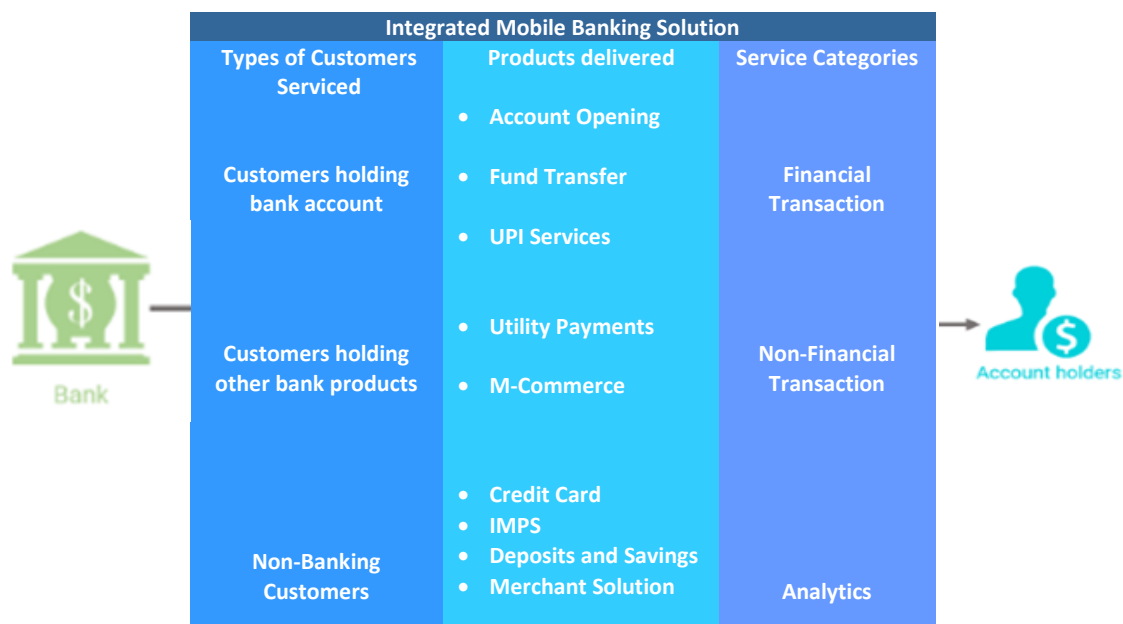 Integrated Mobile Banking Solution
Types of Customers
Serviced
Products delivered
Service Categories
• Account Opening
Customers holding
bank account
• Fund Transfer
Financial
Transaction
• UPI Services
Bank
Customers holding
other bank products
• Utility Payments
• M-Commerce
Non-Financial
Transaction
Account holders
Non-Banking
Customers
• Credit Card
• IMPS
• Deposits and Savings
• Merchant Solution
Analytics